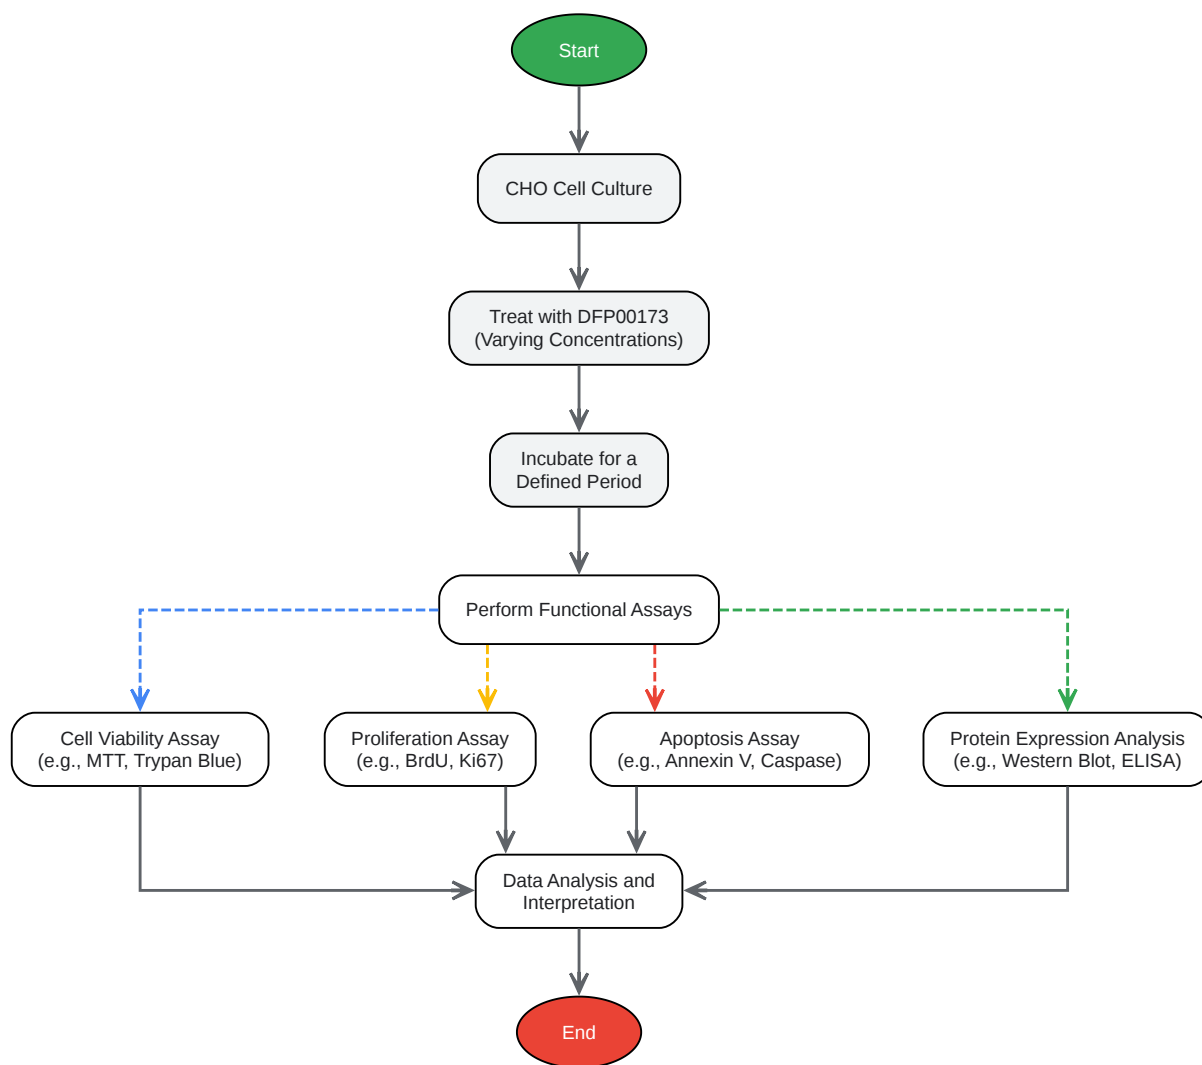 Start
CHO Cell Culture
Treat with DFP00173
(Varying Concentrations)
Incubate for a
Defined Period
Perform Functional Assays
Cell Viability Assay
(e.g., MTT, Trypan Blue)
Proliferation Assay
(e.g., BrdU, Ki67)
Apoptosis Assay
(e.g., Annexin V, Caspase)
Protein Expression Analysis
(e.g., Western Blot, ELISA)
Data Analysis and
Interpretation
End